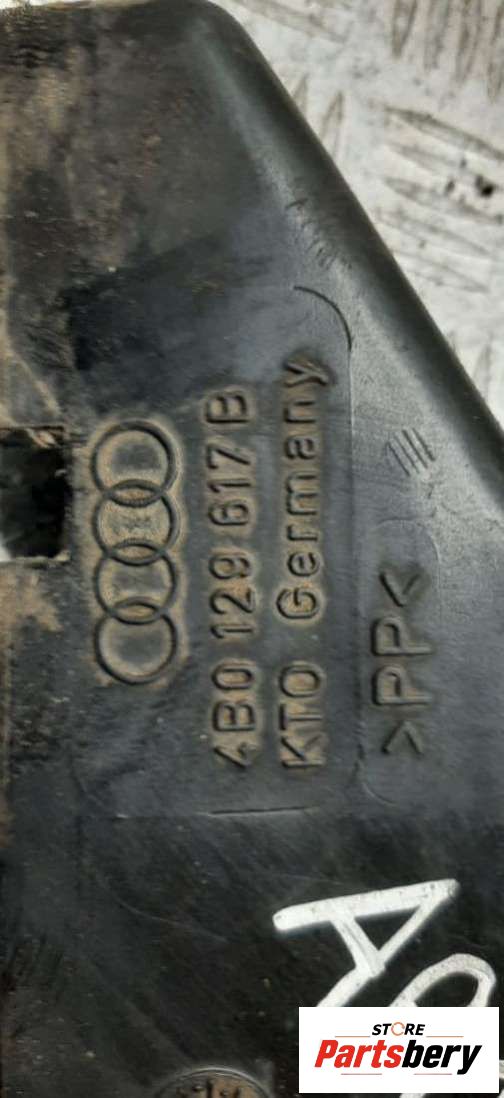 4B0 129 617 B
KTO Germany
>PP<
STORE
Partsbery